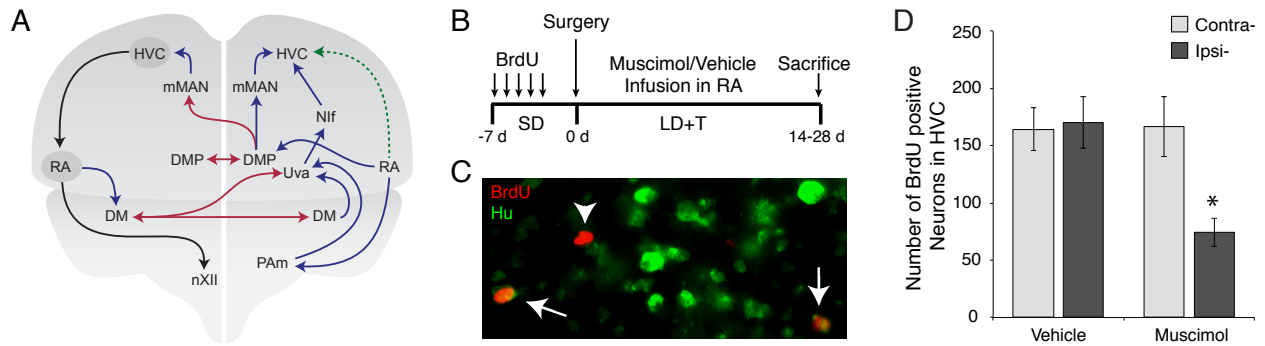 A
HVC
HVC
mMAN
mMAN
NIf
DMP
DMP
RA
Uva
RA
DM
DM
PAm
nXII
B
Surgery
BrdU
Muscimol/Vehicle
Infusion in RA
Sacrifice
SD
LD+T
-7 d
0 d
14-28 d
C
BrdU
Hu
D
Contra-
Ipsi-
Number of BrdU positive
Neurons in HVC
250
200
150
100
50
0
*
Vehicle
Muscimol